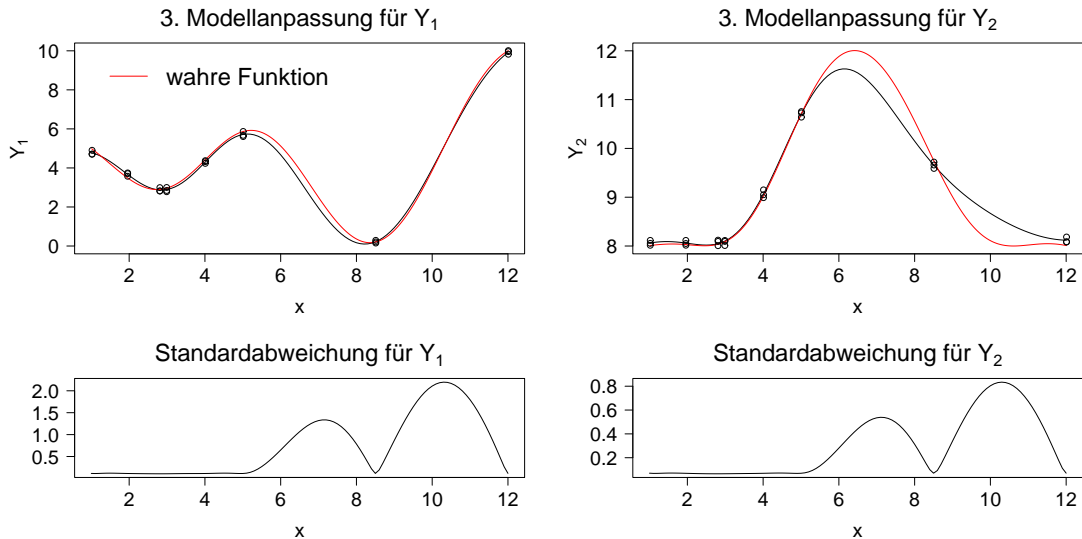 3. Modellanpassung für Y₁
Y₁
10
8
6
4
2
0
wahre Funktion
2 4 6 8 10 12
x
3. Modellanpassung für Y₂
Y₂
12
11
10
9
8
2 4 6 8 10 12
x
Standardabweichung für Y₁
2.0
1.5
1.0
0.5
2 4 6 8 10 12
x
Standardabweichung für Y₂
0.8
0.6
0.4
0.2
2 4 6 8 10 12
x